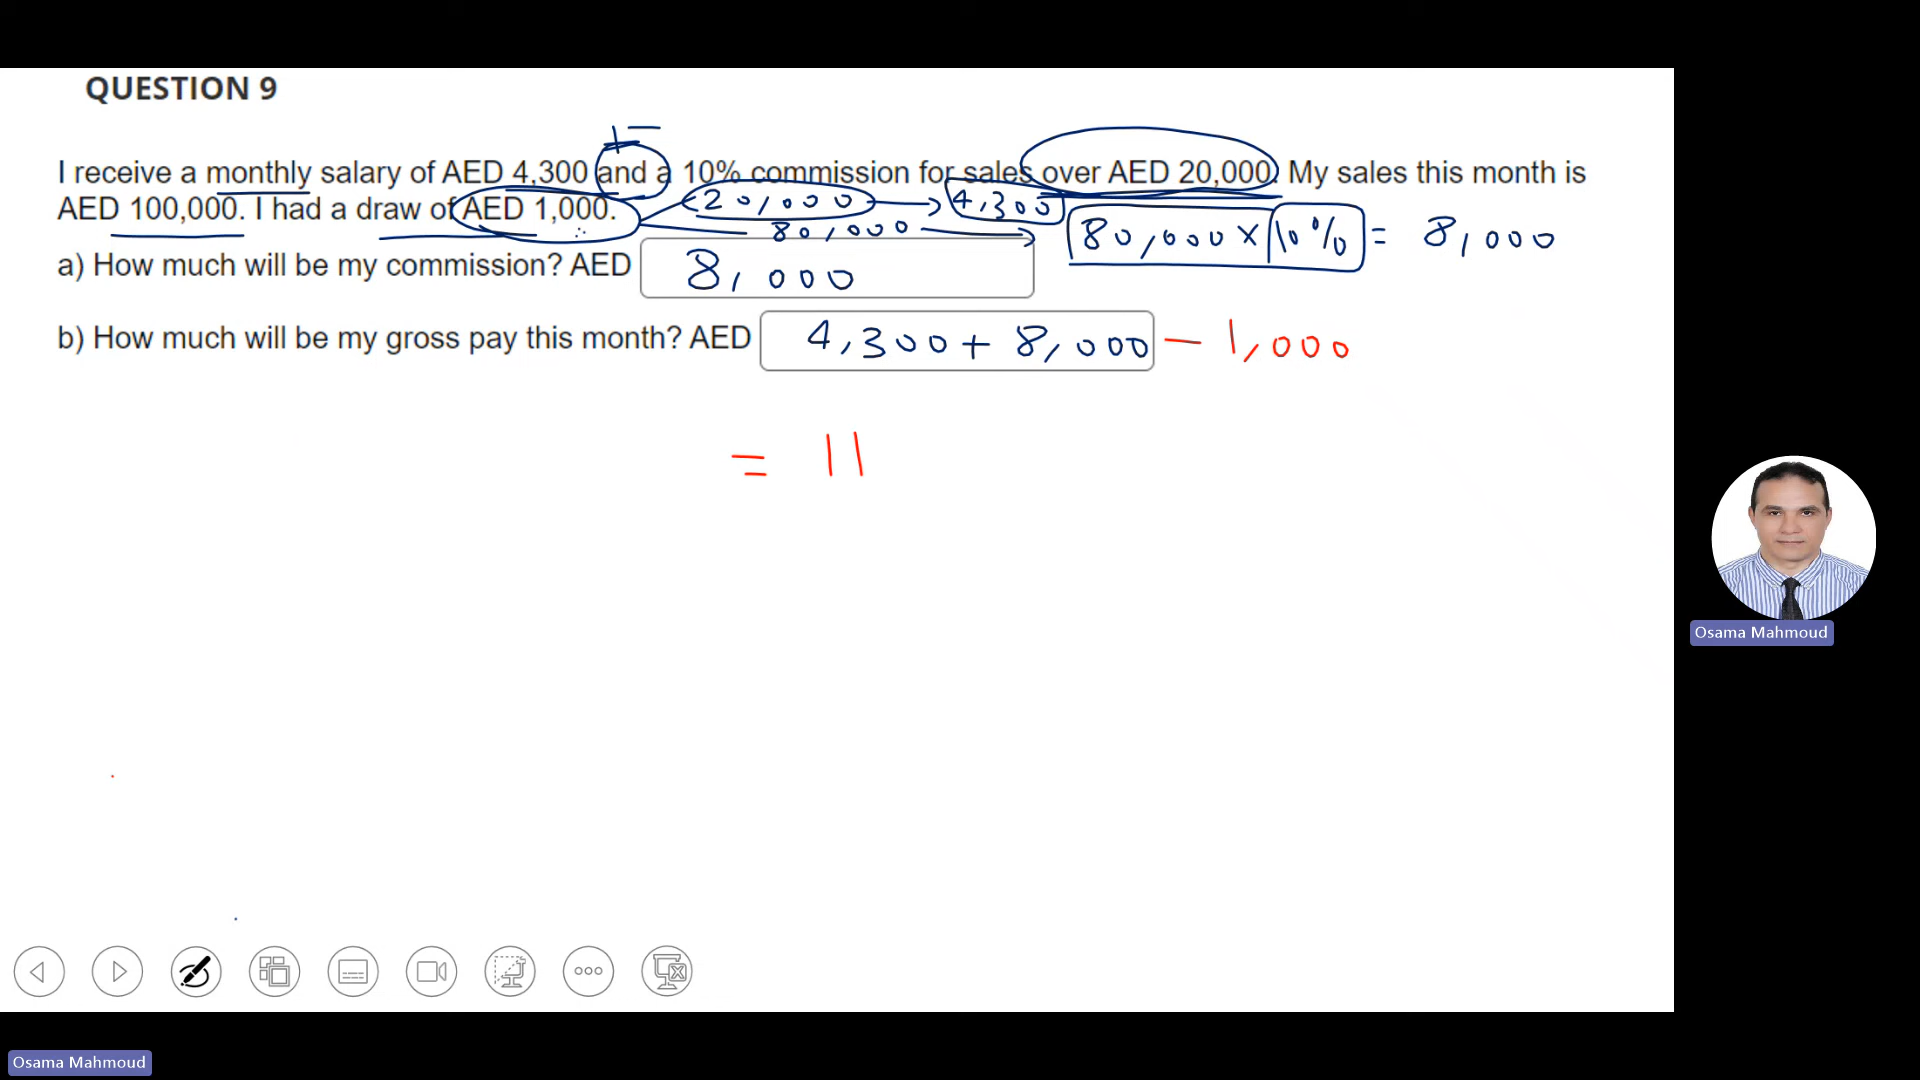 QUESTION 9
I receive a monthly salary of AED 4,300 and a 10% commission for sales over AED 20,000. My sales this month is
AED 100,000. I had a draw of AED 1,000.
20,000 → 4,300
80,000 → 80,000 × 10% = 8,000
a) How much will be my commission? AED 8,000
b) How much will be my gross pay this month? AED 4,300 + 8,000 - 1,000
= 11
Osama Mahmoud
Osama Mahmoud